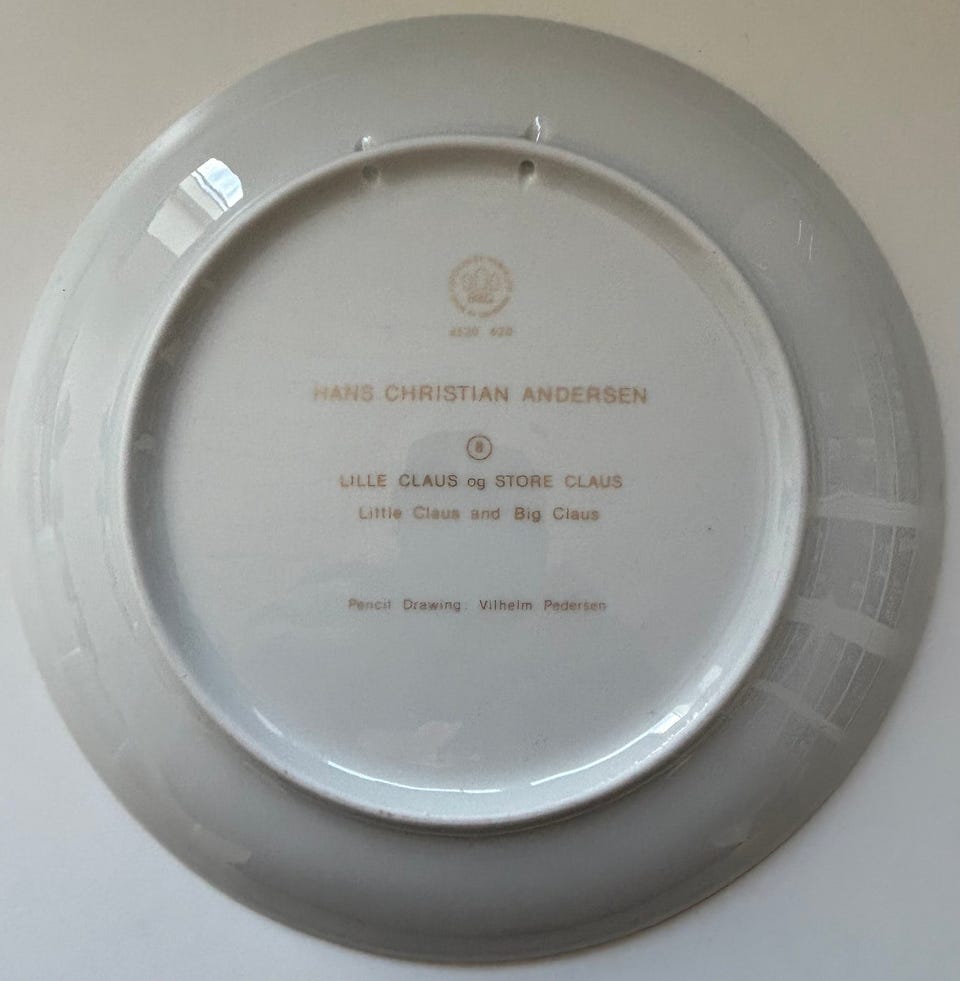 HANS CHRISTIAN ANDERSEN
8
LILLE CLAUS og STORE CLAUS
Little Claus and Big Claus
Pencil Drawing: Vilhelm Pedersen